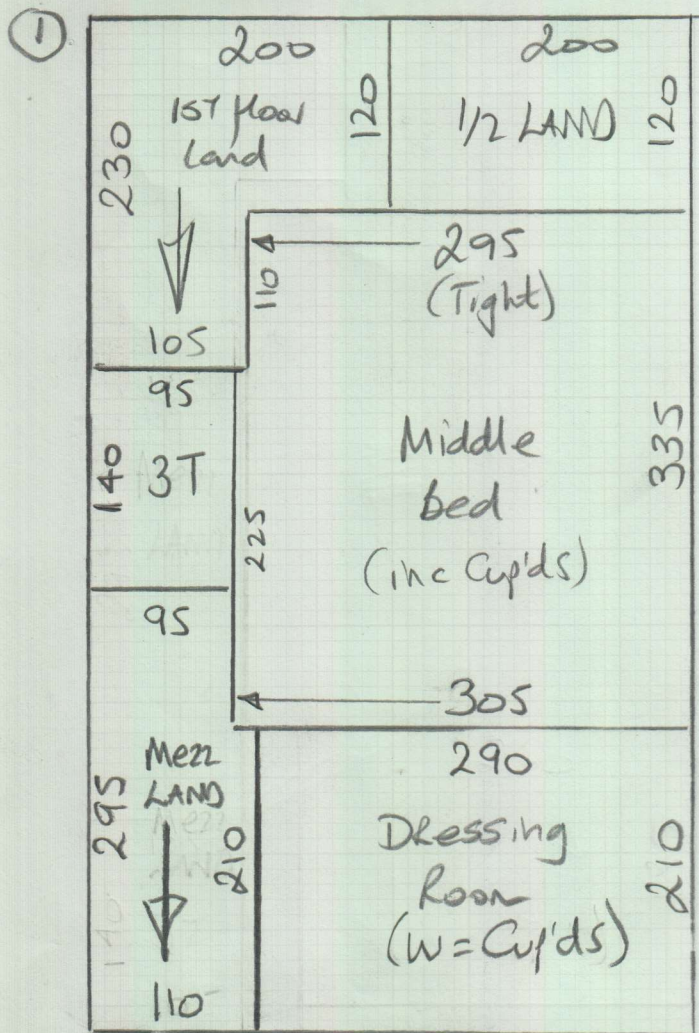 1
200
200
1ST floor
Land
120
1/2 LAND
120
230
295
(Tight)
110
105
95
3T
140
225
Middle
bed
(inc Cup'ds)
335
95
305
290
Mezz
LAND
295
210
Dressing
Room
(W=Cup'ds)
210
110